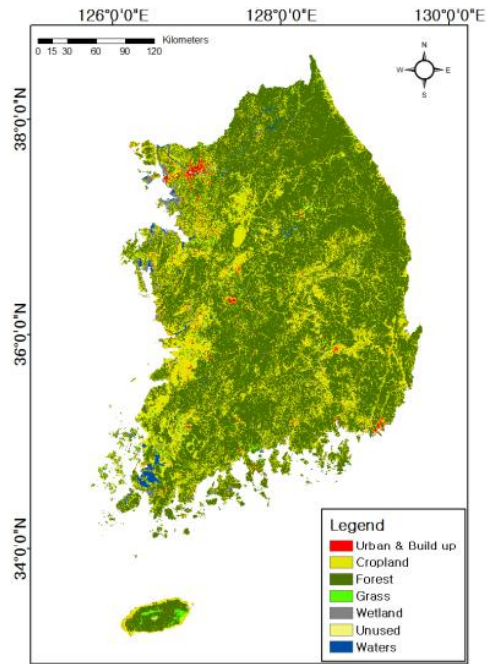 126°0'0"E 128°0'0"E 130°0'0"E
Kilometers
0 15 30 60 90 120
N
W E
S
38°0'0"N
36°0'0"N
34°0'0"N
Legend
Urban & Build up
Cropland
Forest
Grass
Wetland
Unused
Waters